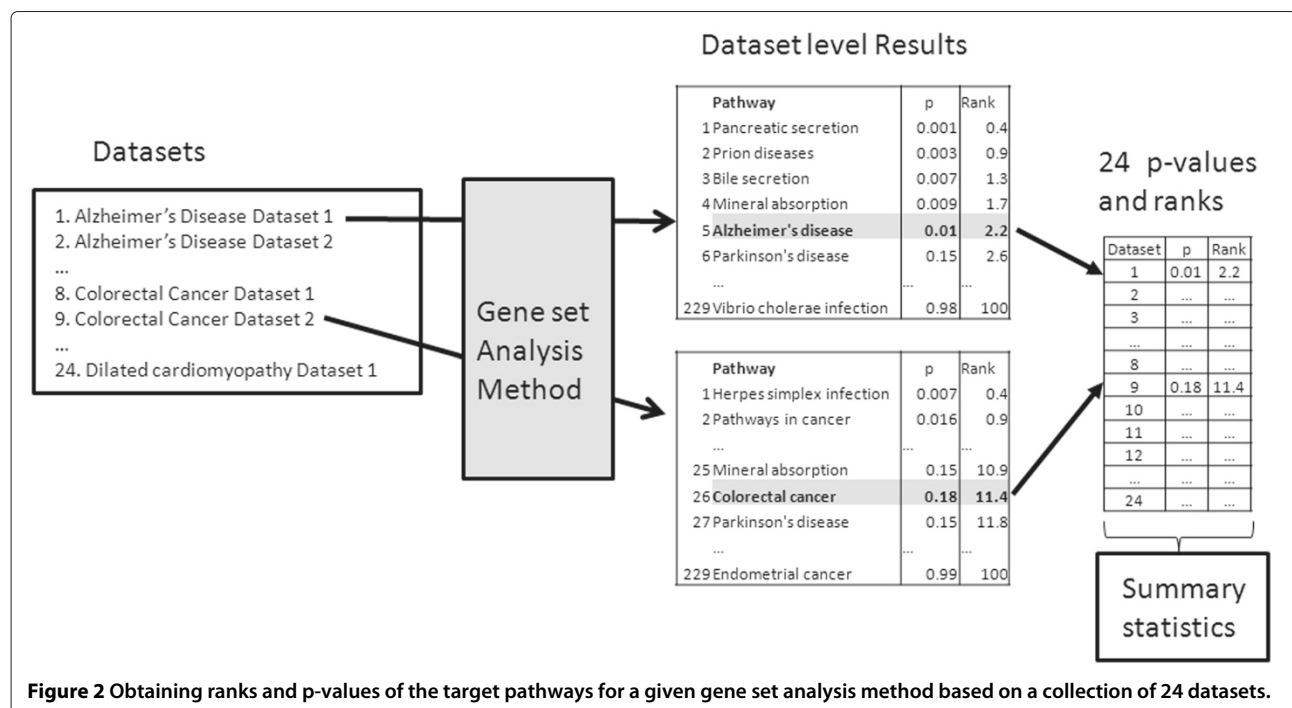 Dataset level Results
Datasets
1. Alzheimer's Disease Dataset 1
2. Alzheimer's Disease Dataset 2
...
8. Colorectal Cancer Dataset 1
9. Colorectal Cancer Dataset 2
...
24. Dilated cardiomyopathy Dataset 1
Gene set
Analysis
Method
Pathway p Rank
1 Pancreatic secretion 0.001 0.4
2 Prion diseases 0.003 0.9
3 Bile secretion 0.007 1.3
4 Mineral absorption 0.009 1.7
5 Alzheimer's disease 0.01 2.2
6 Parkinson's disease 0.15 2.6
... ... ...
229 Vibrio cholerae infection 0.98 100
Pathway p Rank
1 Herpes simplex infection 0.007 0.4
2 Pathways in cancer 0.016 0.9
... ... ...
25 Mineral absorption 0.15 10.9
26 Colorectal cancer 0.18 11.4
27 Parkinson's disease 0.15 11.8
... ... ...
229 Endometrial cancer 0.99 100
24 p-values
and ranks
Dataset p Rank
1 0.01 2.2
2 ... ...
3 ... ...
... ... ...
8 ... ...
9 0.18 11.4
10 ... ...
11 ... ...
12 ... ...
... ... ...
24 ... ...
Summary
statistics
Figure 2 Obtaining ranks and p-values of the target pathways for a given gene set analysis method based on a collection of 24 datasets.